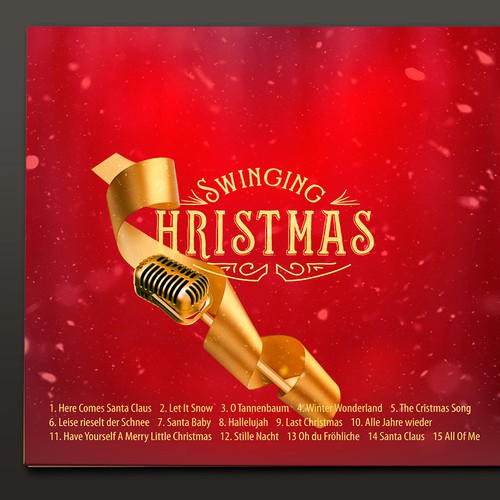 SWINGING
HRISTMAS
1. Here Comes Santa Claus 2. Let It Snow 3. O Tannenbaum 4. Winter Wonderland 5. The Cristmas Song
6. Leise rieselt der Schnee 7. Santa Baby 8. Hallelujah 9. Last Christmas 10. Alle Jahre wieder
11. Have Yourself A Merry Little Christmas 12. Stille Nacht 13 Oh du Fröhliche 14 Santa Claus 15 All Of Me